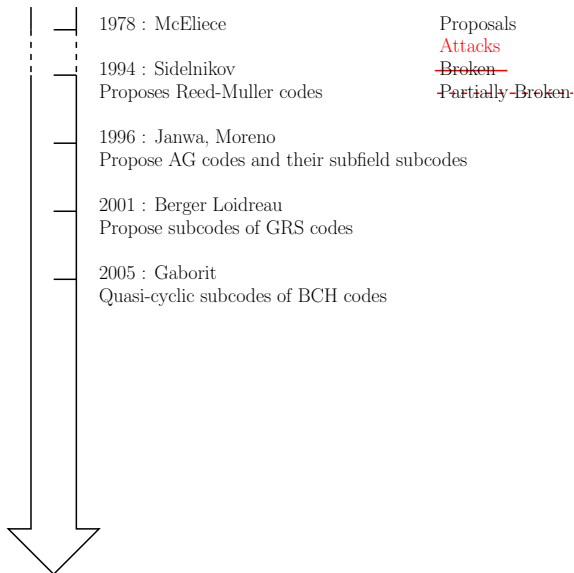 1978 : McEliece
Proposals
Attacks
1994 : Sidelnikov
Broken
Proposes Reed-Muller codes
Partially Broken
1996 : Janwa, Moreno
Propose AG codes and their subfield subcodes
2001 : Berger Loidreau
Propose subcodes of GRS codes
2005 : Gaborit
Quasi-cyclic subcodes of BCH codes